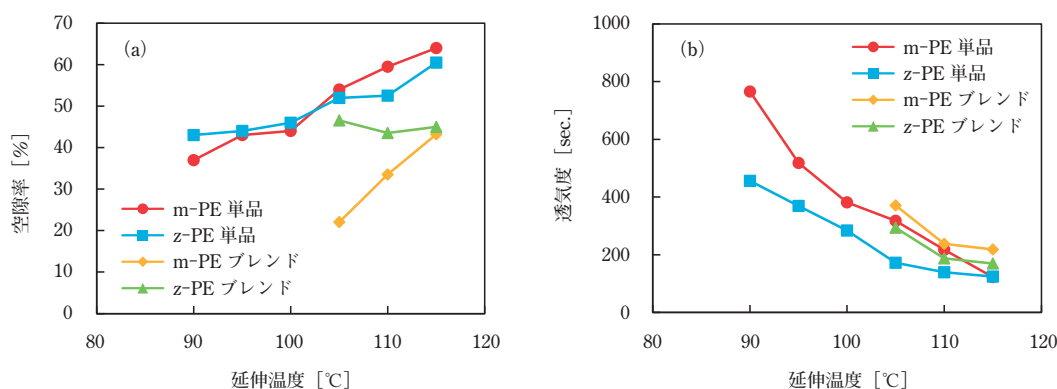 70
60
50
40
30
20
10
0
(a)
m-PE 単品
z-PE 単品
m-PE ブレンド
z-PE ブレンド
空隙率 [%]
80 90 100 110 120
延伸温度 [℃]
1000
800
600
400
200
0
(b)
m-PE 単品
z-PE 単品
m-PE ブレンド
z-PE ブレンド
透気度 [sec.]
80 90 100 110 120
延伸温度 [℃]